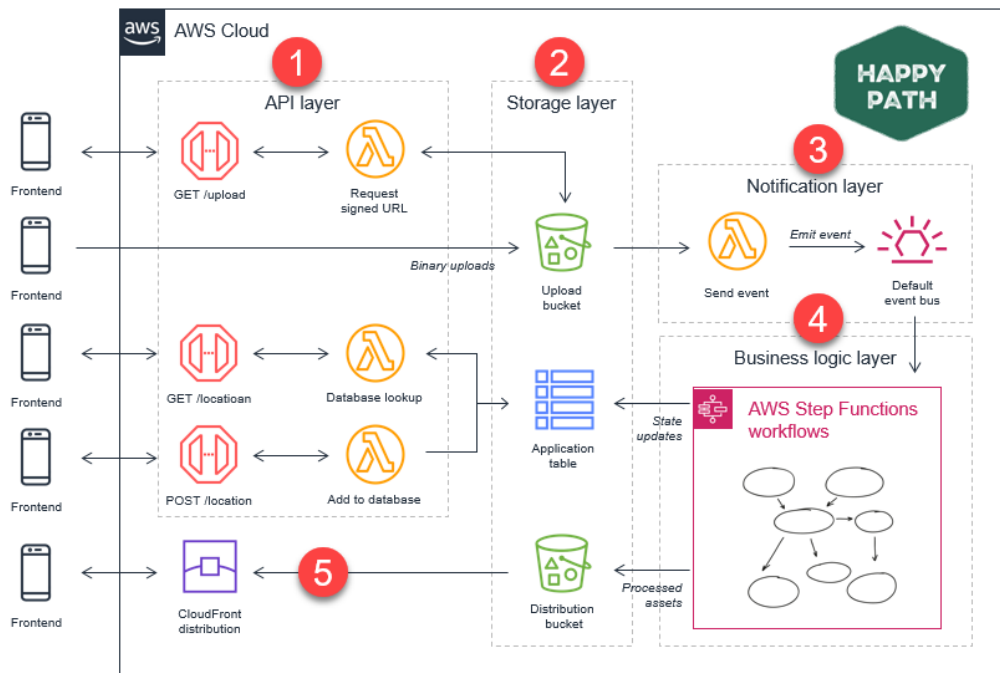 aws
AWS Cloud
HAPPY
PATH
1
API layer
2
Storage layer
3
Notification layer
Frontend
GET /upload
Request
signed URL
Frontend
Binary uploads
Upload
bucket
Send event
Emit event
Default
event bus
4
Business logic layer
Frontend
GET /locatioan
Database lookup
Application
table
State
updates
AWS Step Functions
workflows
Frontend
POST /location
Add to database
Frontend
CloudFront
distribution
5
Distribution
bucket
Processed
assets